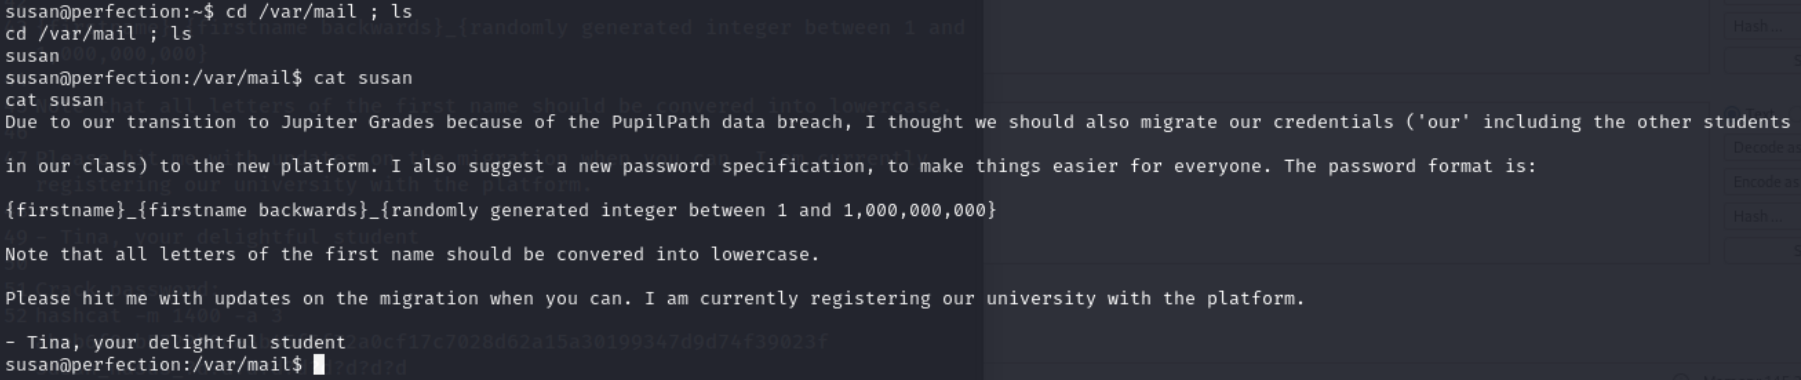 susan@perfection:~$ cd /var/mail ; ls
cd /var/mail ; ls
susan
susan@perfection:/var/mail$ cat susan
cat susan
Due to our transition to Jupiter Grades because of the PupilPath data breach, I thought we should also migrate our credentials ('our' including the other students
in our class) to the new platform. I also suggest a new password specification, to make things easier for everyone. The password format is:
{firstname}_{firstname backwards}_{randomly generated integer between 1 and 1,000,000,000}
Note that all letters of the first name should be convered into lowercase.
Please hit me with updates on the migration when you can. I am currently registering our university with the platform.
- Tina, your delightful student
susan@perfection:/var/mail$
Hash...
Decode as
Encode as
Hash...